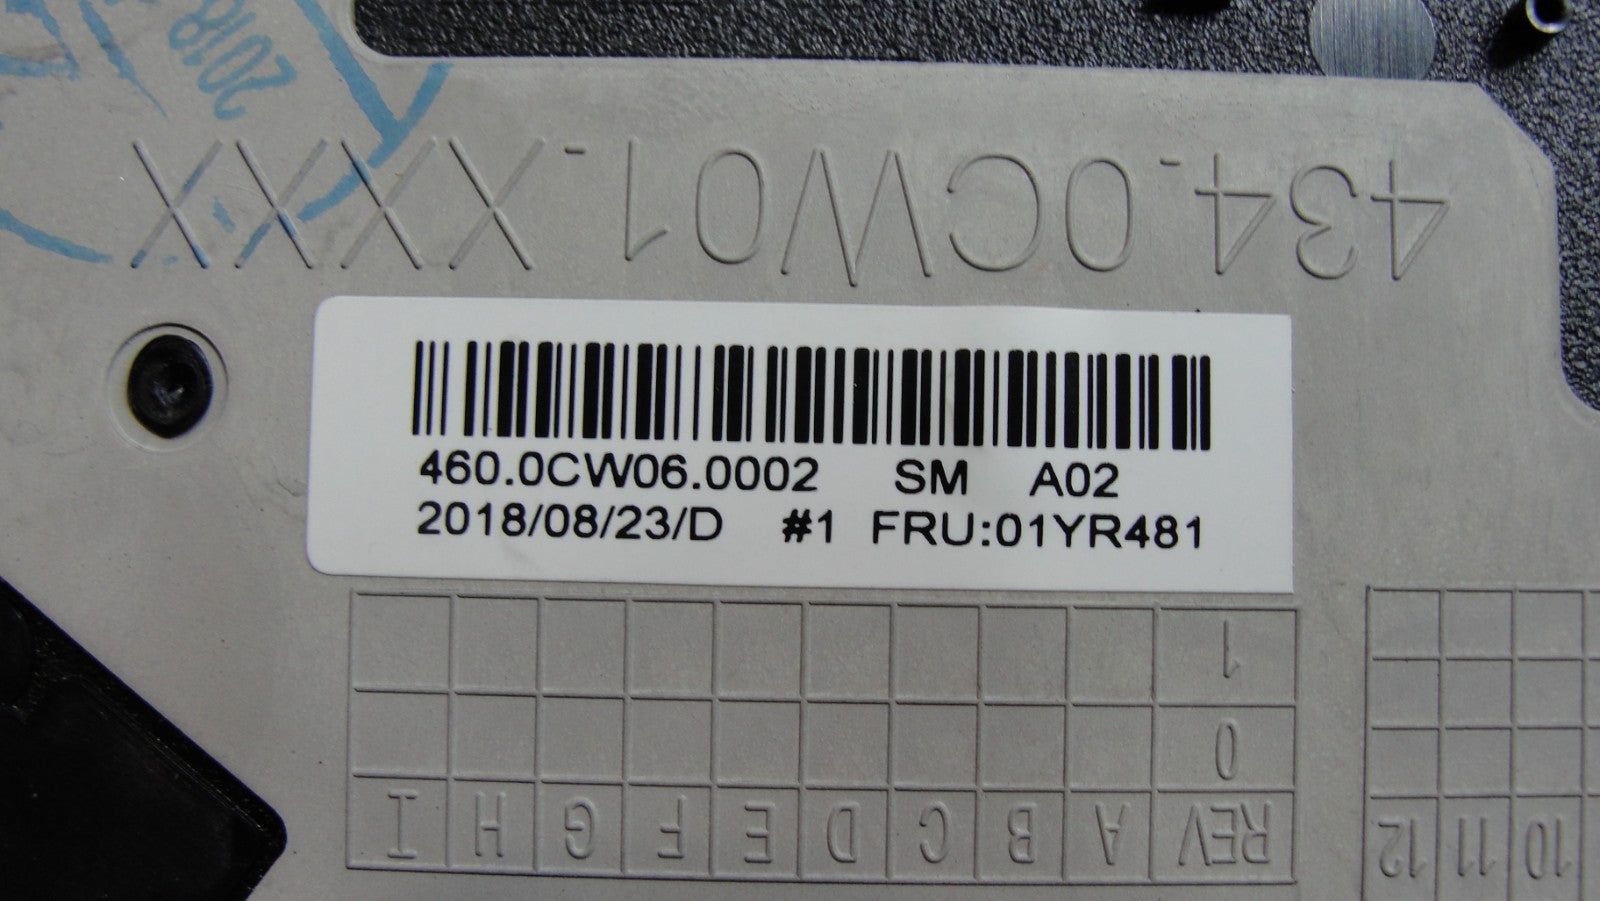 2018
434.0CW01.XXXX
460.0CW06.0002 SM A02
2018/08/23/D #1 FRU:01YR481
1
0
I H G F E D C B A REV
12 11 10